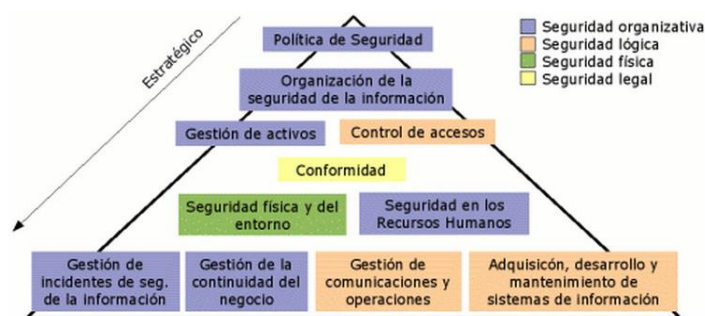 Política de Seguridad
Seguridad organizativa
Seguridad lógica
Seguridad física
Seguridad legal
Estratégico
Organización de la
seguridad de la información
Gestión de activos
Control de accesos
Conformidad
Seguridad física y del
entorno
Seguridad en los
Recursos Humanos
Gestión de
incidentes de seg.
de la información
Gestión de la
continuidad del
negocio
Gestión de
comunicaciones y
operaciones
Adquisicón, desarrollo y
mantenimiento de
sistemas de información